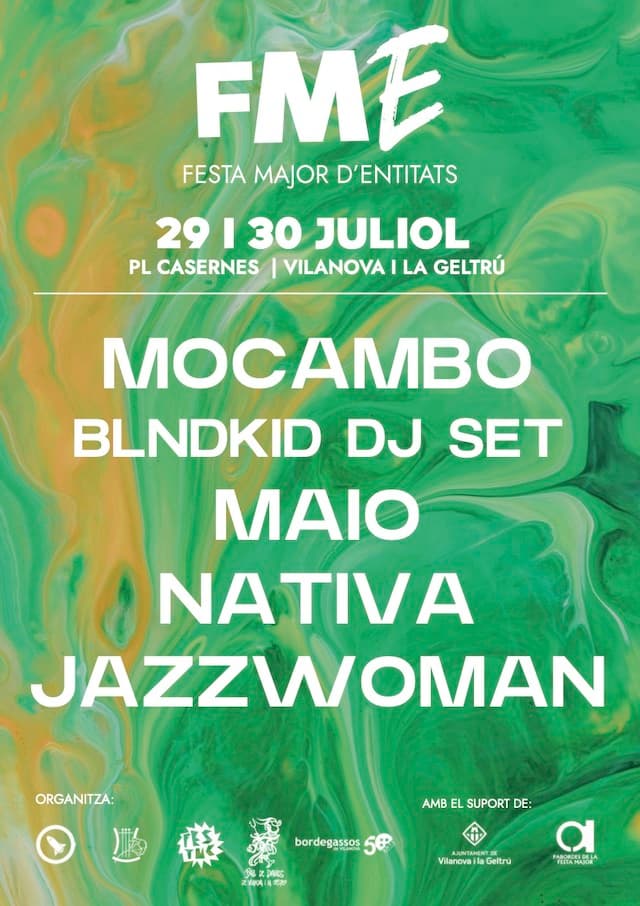 FME
FESTA MAJOR D'ENTITATS
29 I 30 JULIOL
PL CASERNES | VILANOVA I LA GELTRÚ
MOCAMBO
BLNDKID DJ SET
MAIO
NATIVA
JAZZWOMAN
ORGANITZA:
AMB EL SUPORT DE:
bordegassos
de vilanova
50
AJUNTAMENT DE
Vilanova i la Geltrú
PABORDES DE LA
FESTA MAJOR